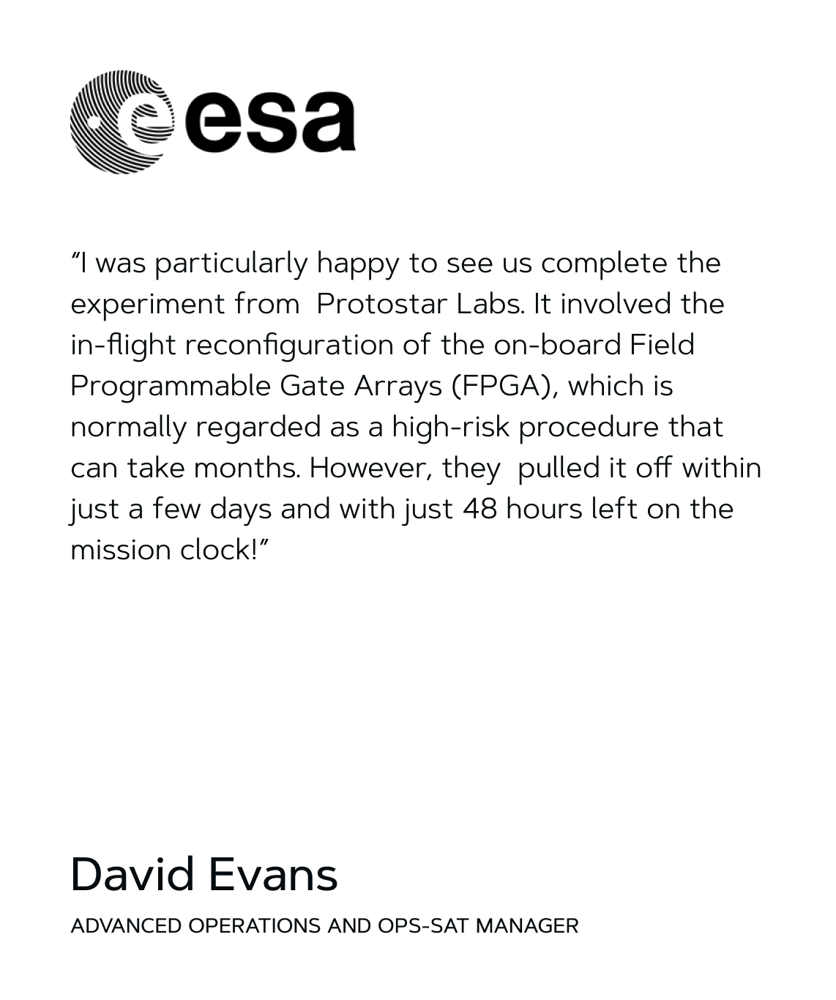 esa
“I was particularly happy to see us complete the
experiment from  Protostar Labs. It involved the
in-flight reconfiguration of the on-board Field
Programmable Gate Arrays (FPGA), which is
normally regarded as a high-risk procedure that
can take months. However, they  pulled it off within
just a few days and with just 48 hours left on the
mission clock!”
David Evans
ADVANCED OPERATIONS AND OPS-SAT MANAGER